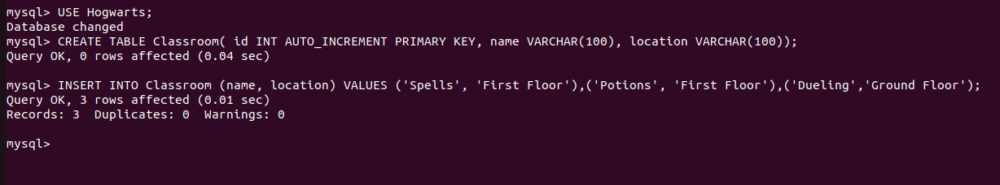 mysql> USE Hogwarts;
Database changed
mysql> CREATE TABLE Classroom( id INT AUTO_INCREMENT PRIMARY KEY, name VARCHAR(100), location VARCHAR(100));
Query OK, 0 rows affected (0.04 sec)
mysql> INSERT INTO Classroom (name, location) VALUES ('Spells', 'First Floor'),('Potions', 'First Floor'),('Dueling','Ground Floor');
Query OK, 3 rows affected (0.01 sec)
Records: 3  Duplicates: 0  Warnings: 0
mysql>